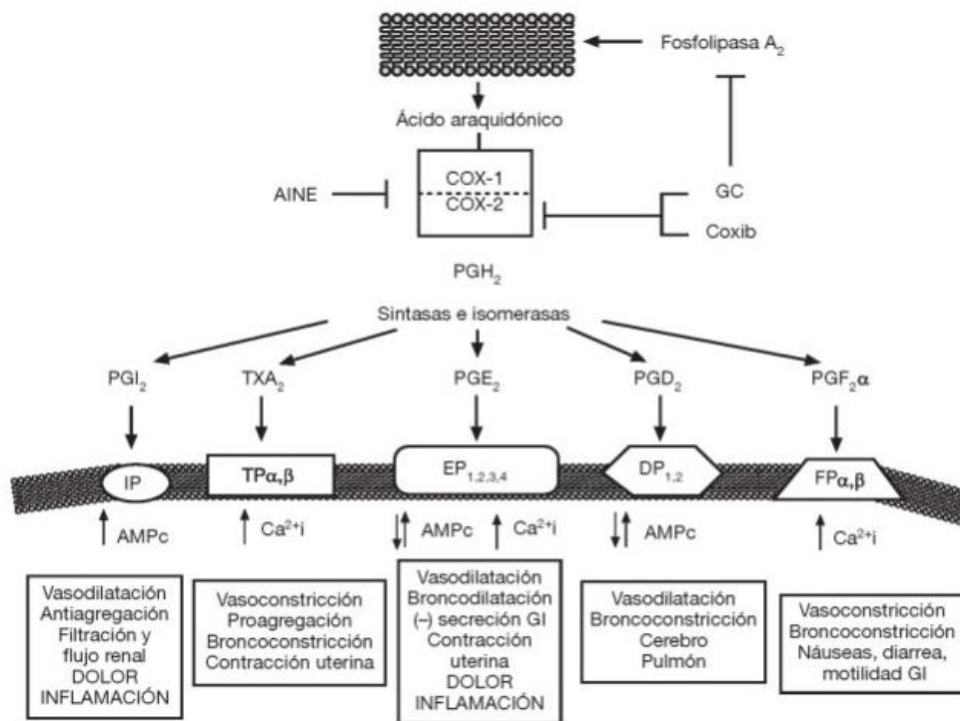 Fosfolipasa A₂
Ácido araquidónico
AINE
COX-1
COX-2
GC
Coxib
PGH₂
Sintasas e isomerasas
PGI₂
TXA₂
PGE₂
PGD₂
PGF₂α
IP
TPα,β
EP₁,₂,₃,₄
DP₁,₂
FPα,β
↑ AMPc
↑ Ca²⁺i
↓↑ AMPc
↑ Ca²⁺i
↓↑ AMPc
↑ Ca²⁺i
Vasodilatación
Antiagregación
Filtración y
flujo renal
DOLOR
INFLAMACIÓN
Vasoconstricción
Proagregación
Broncoconstricción
Contracción uterina
Vasodilatación
Broncodilatación
(–) secreción GI
Contracción
uterina
DOLOR
INFLAMACIÓN
Vasodilatación
Broncoconstricción
Cerebro
Pulmón
Vasoconstricción
Broncoconstricción
Náuseas, diarrea,
motilidad GI